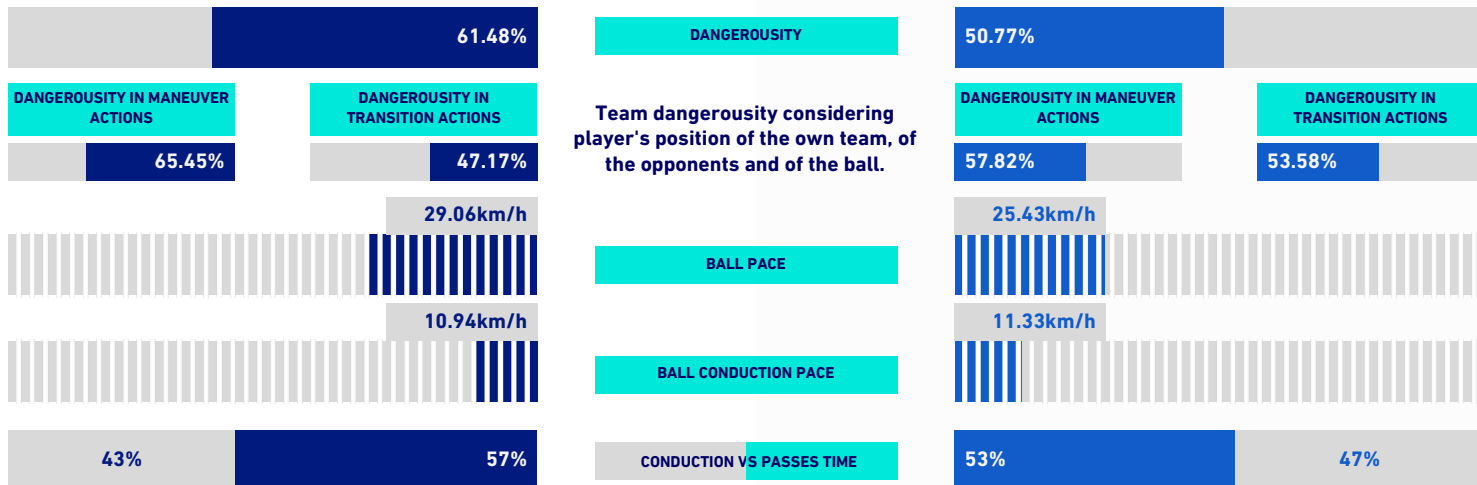 61.48%
DANGEROUSITY
50.77%
DANGEROUSITY IN MANEUVER
ACTIONS
DANGEROUSITY IN
TRANSITION ACTIONS
65.45%
47.17%
Team dangerousity considering
player's position of the own team, of
the opponents and of the ball.
DANGEROUSITY IN MANEUVER
ACTIONS
DANGEROUSITY IN
TRANSITION ACTIONS
57.82%
53.58%
29.06km/h
BALL PACE
25.43km/h
10.94km/h
BALL CONDUCTION PACE
11.33km/h
43%
57%
CONDUCTION VS PASSES TIME
53%
47%